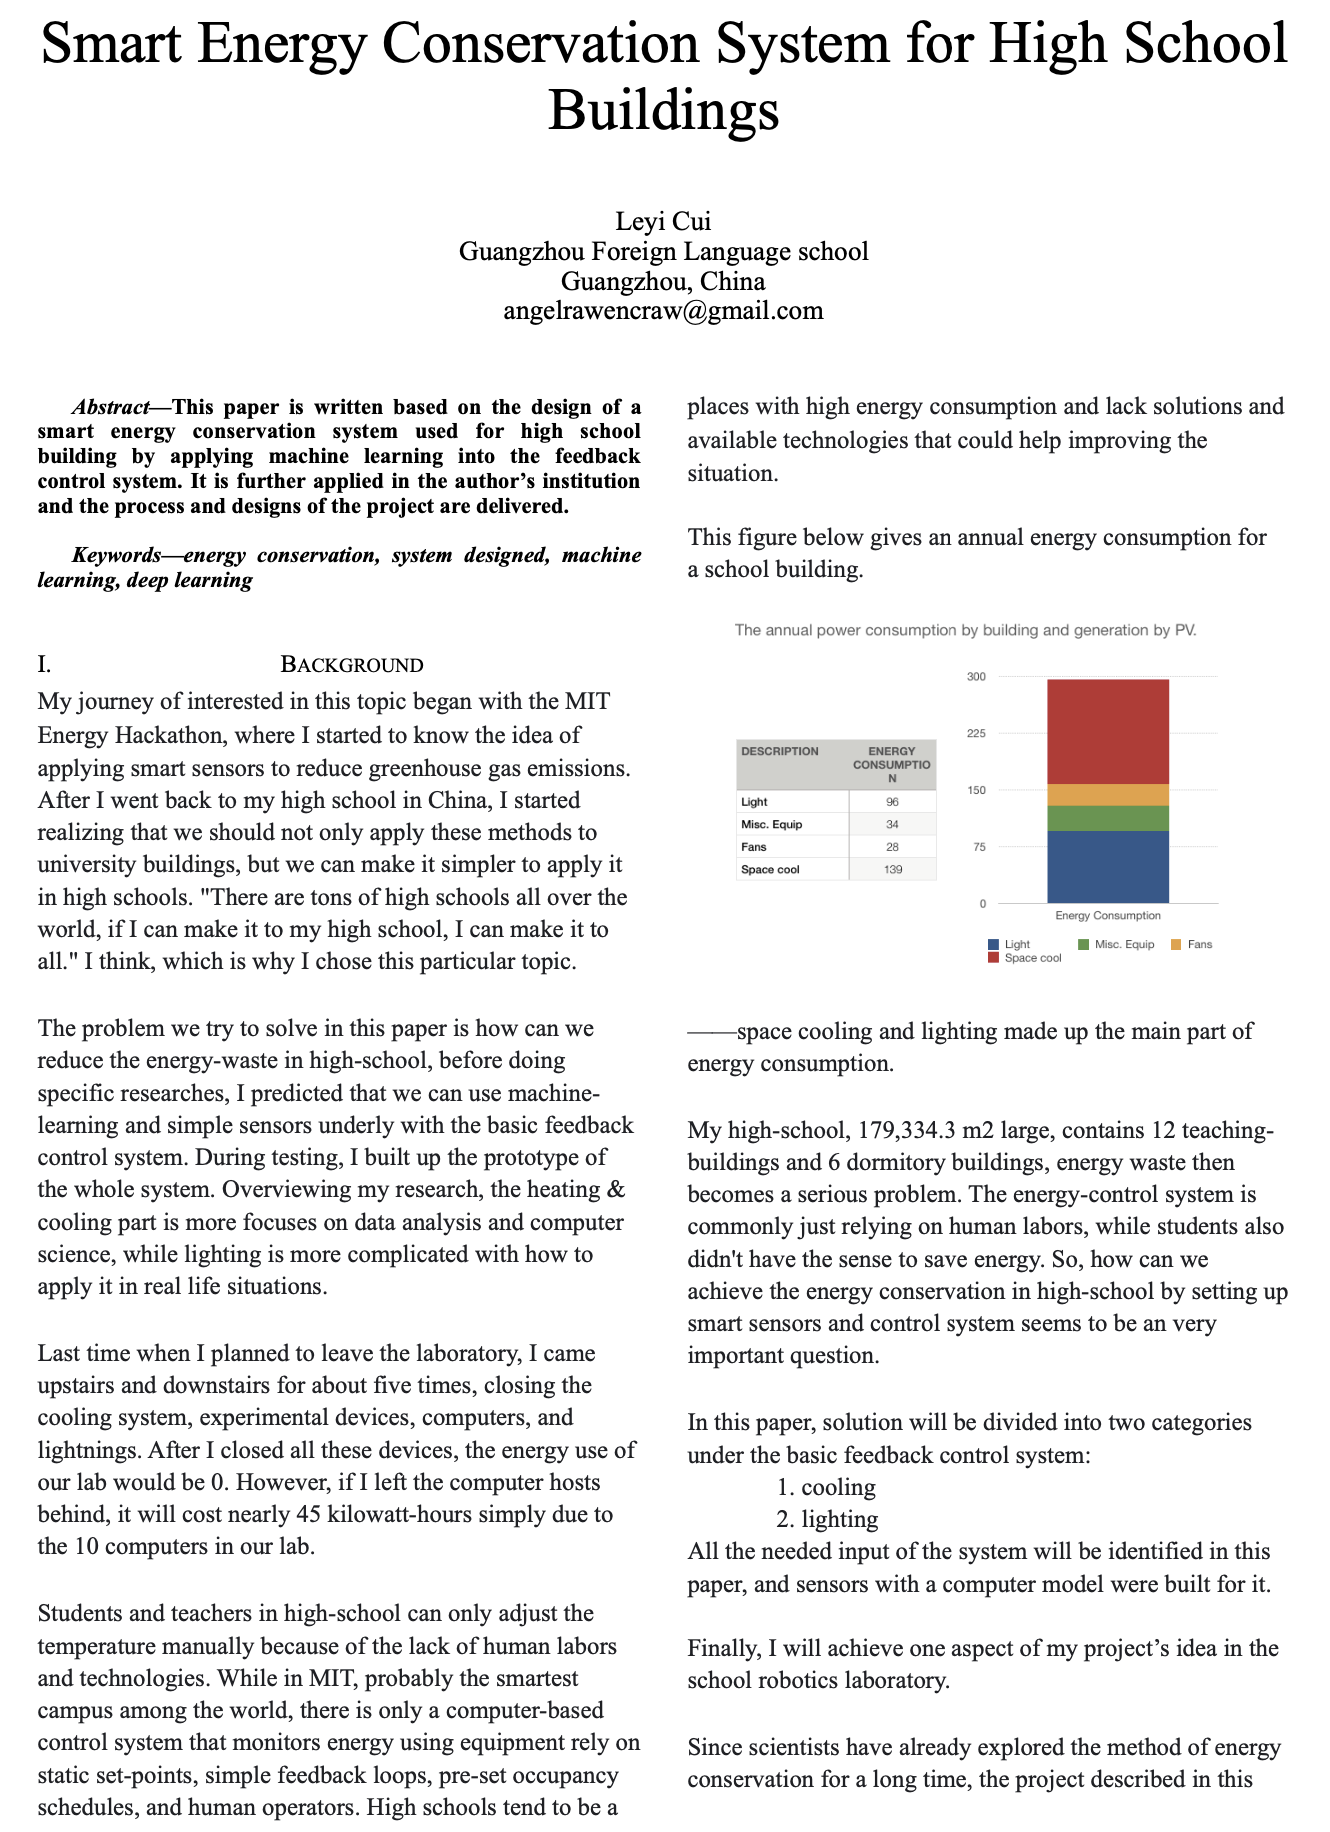 Smart Energy Conservation System for High School
Buildings
Leyi Cui
Guangzhou Foreign Language school
Guangzhou, China
angelrawencraw@gmail.com
Abstract—This paper is written based on the design of a
smart energy conservation system used for high school
building by applying machine learning into the feedback
control system. It is further applied in the author’s institution
and the process and designs of the project are delivered.
Keywords—energy conservation, system designed, machine
learning, deep learning
I. BACKGROUND
My journey of interested in this topic began with the MIT
Energy Hackathon, where I started to know the idea of
applying smart sensors to reduce greenhouse gas emissions.
After I went back to my high school in China, I started
realizing that we should not only apply these methods to
university buildings, but we can make it simpler to apply it
in high schools. "There are tons of high schools all over the
world, if I can make it to my high school, I can make it to
all." I think, which is why I chose this particular topic.
The problem we try to solve in this paper is how can we
reduce the energy-waste in high-school, before doing
specific researches, I predicted that we can use machine-
learning and simple sensors underly with the basic feedback
control system. During testing, I built up the prototype of
the whole system. Overviewing my research, the heating &
cooling part is more focuses on data analysis and computer
science, while lighting is more complicated with how to
apply it in real life situations.
Last time when I planned to leave the laboratory, I came
upstairs and downstairs for about five times, closing the
cooling system, experimental devices, computers, and
lightnings. After I closed all these devices, the energy use of
our lab would be 0. However, if I left the computer hosts
behind, it will cost nearly 45 kilowatt-hours simply due to
the 10 computers in our lab.
Students and teachers in high-school can only adjust the
temperature manually because of the lack of human labors
and technologies. While in MIT, probably the smartest
campus among the world, there is only a computer-based
control system that monitors energy using equipment rely on
static set-points, simple feedback loops, pre-set occupancy
schedules, and human operators. High schools tend to be a
places with high energy consumption and lack solutions and
available technologies that could help improving the
situation.
This figure below gives an annual energy consumption for
a school building.
The annual power consumption by building and generation by PV.
DESCRIPTION ENERGY
CONSUMPTIO
N
Light 96
Misc. Equip 34
Fans 28
Space cool 139
300
225
150
75
0
Energy Consumption
Light Misc. Equip Fans
Space cool
——space cooling and lighting made up the main part of
energy consumption.
My high-school, 179,334.3 m2 large, contains 12 teaching-
buildings and 6 dormitory buildings, energy waste then
becomes a serious problem. The energy-control system is
commonly just relying on human labors, while students also
didn't have the sense to save energy. So, how can we
achieve the energy conservation in high-school by setting up
smart sensors and control system seems to be an very
important question.
In this paper, solution will be divided into two categories
under the basic feedback control system:
1. cooling
2. lighting
All the needed input of the system will be identified in this
paper, and sensors with a computer model were built for it.
Finally, I will achieve one aspect of my project’s idea in the
school robotics laboratory.
Since scientists have already explored the method of energy
conservation for a long time, the project described in this